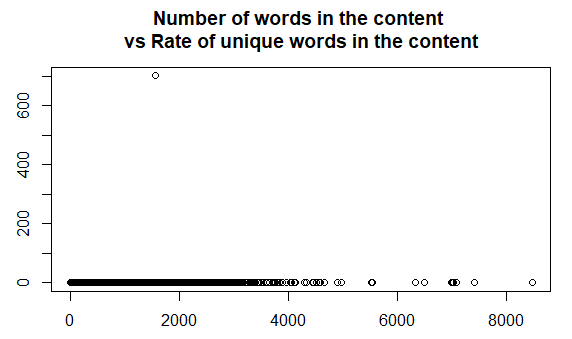 Number of words in the content
vs Rate of unique words in the content
600
400
200
0
0 2000 4000 6000 8000